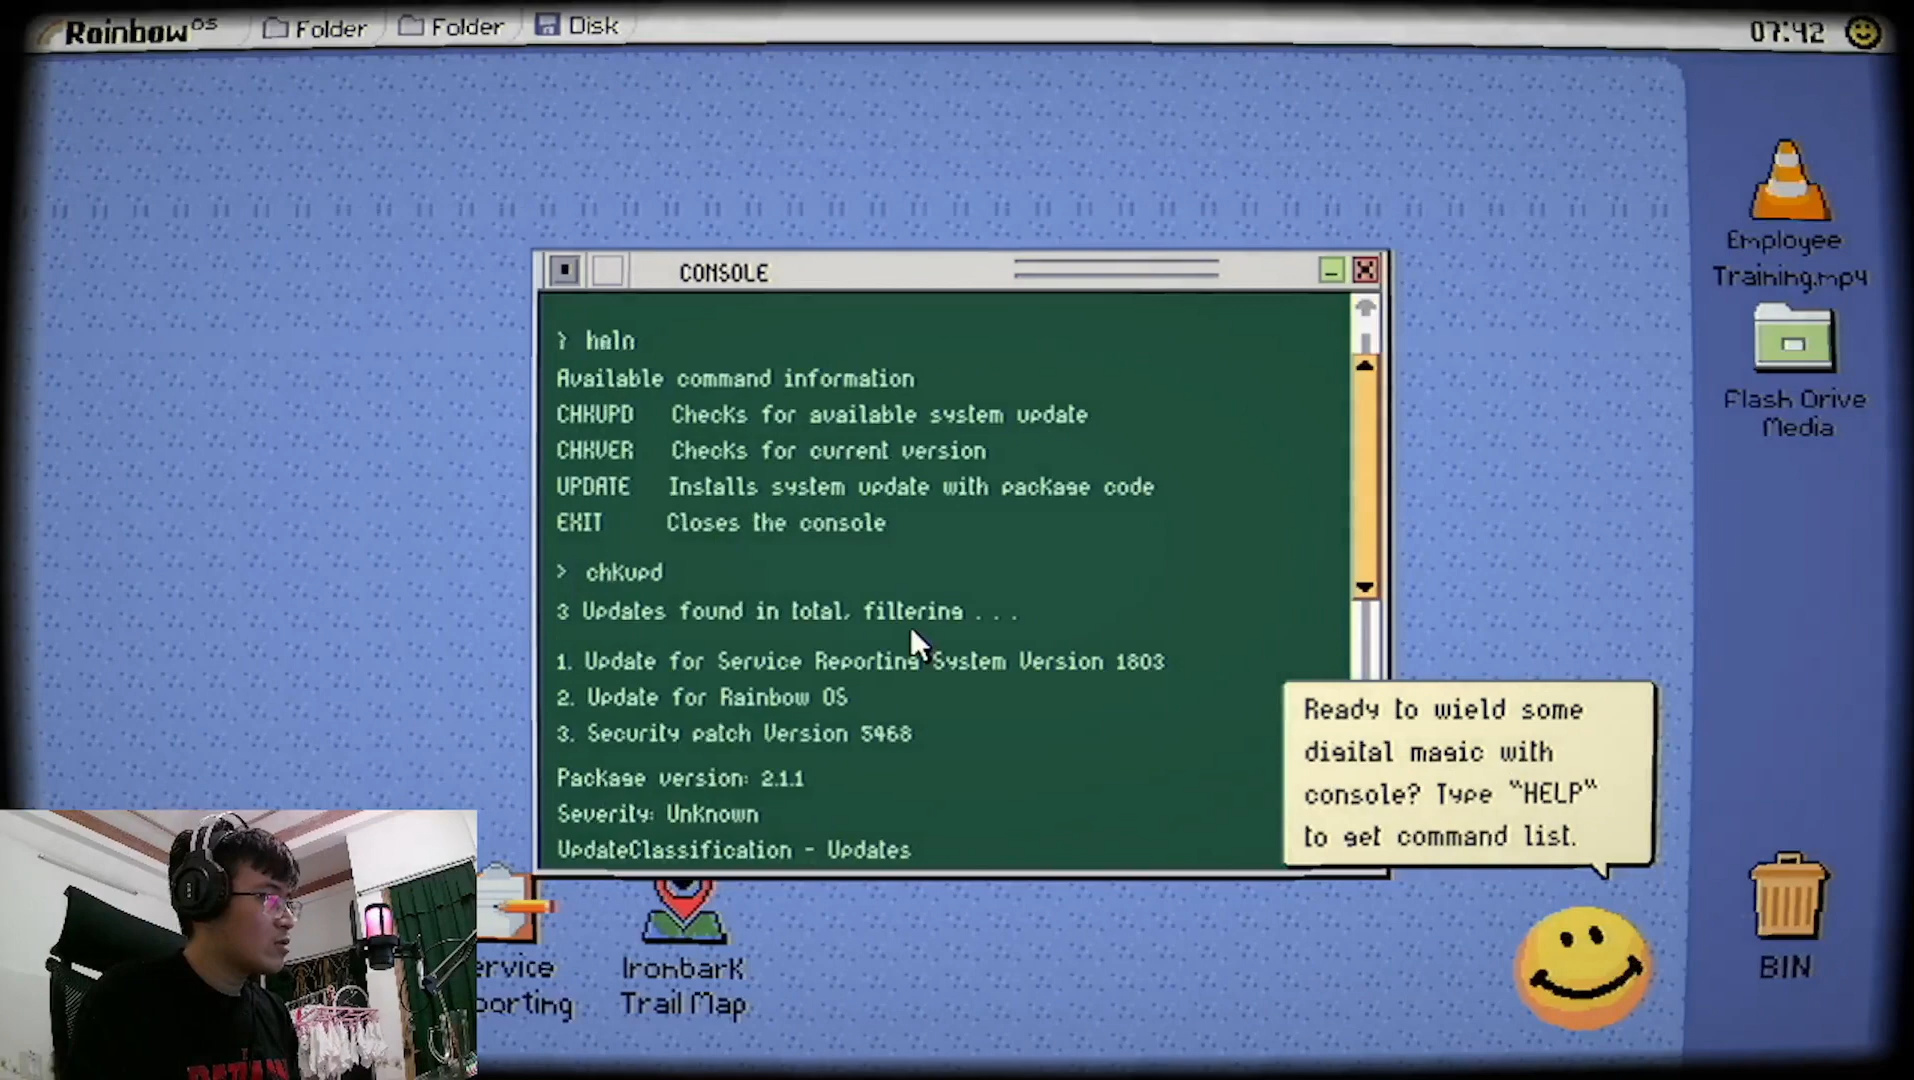 RainbowOS
Folder
Folder
Disk
07:42
Employee
Training.mp4
Flash Drive
Media
CONSOLE
> help
Available command information
CHKUPD Checks for available system update
CHKVER Checks for current version
UPDATE Installs system update with package code
EXIT Closes the console
> chkupd
3 Updates found in total, filtering . . .
1. Update for Service Reporting System Version 1803
2. Update for Rainbow OS
3. Security patch Version 5468
Package version: 2.1.1
Severity: Unknown
UpdateClassification - Updates
Ready to wield some
digital magic with
console? Type "HELP"
to get command list.
ervice
porting
Ironbark
Trail Map
BIN